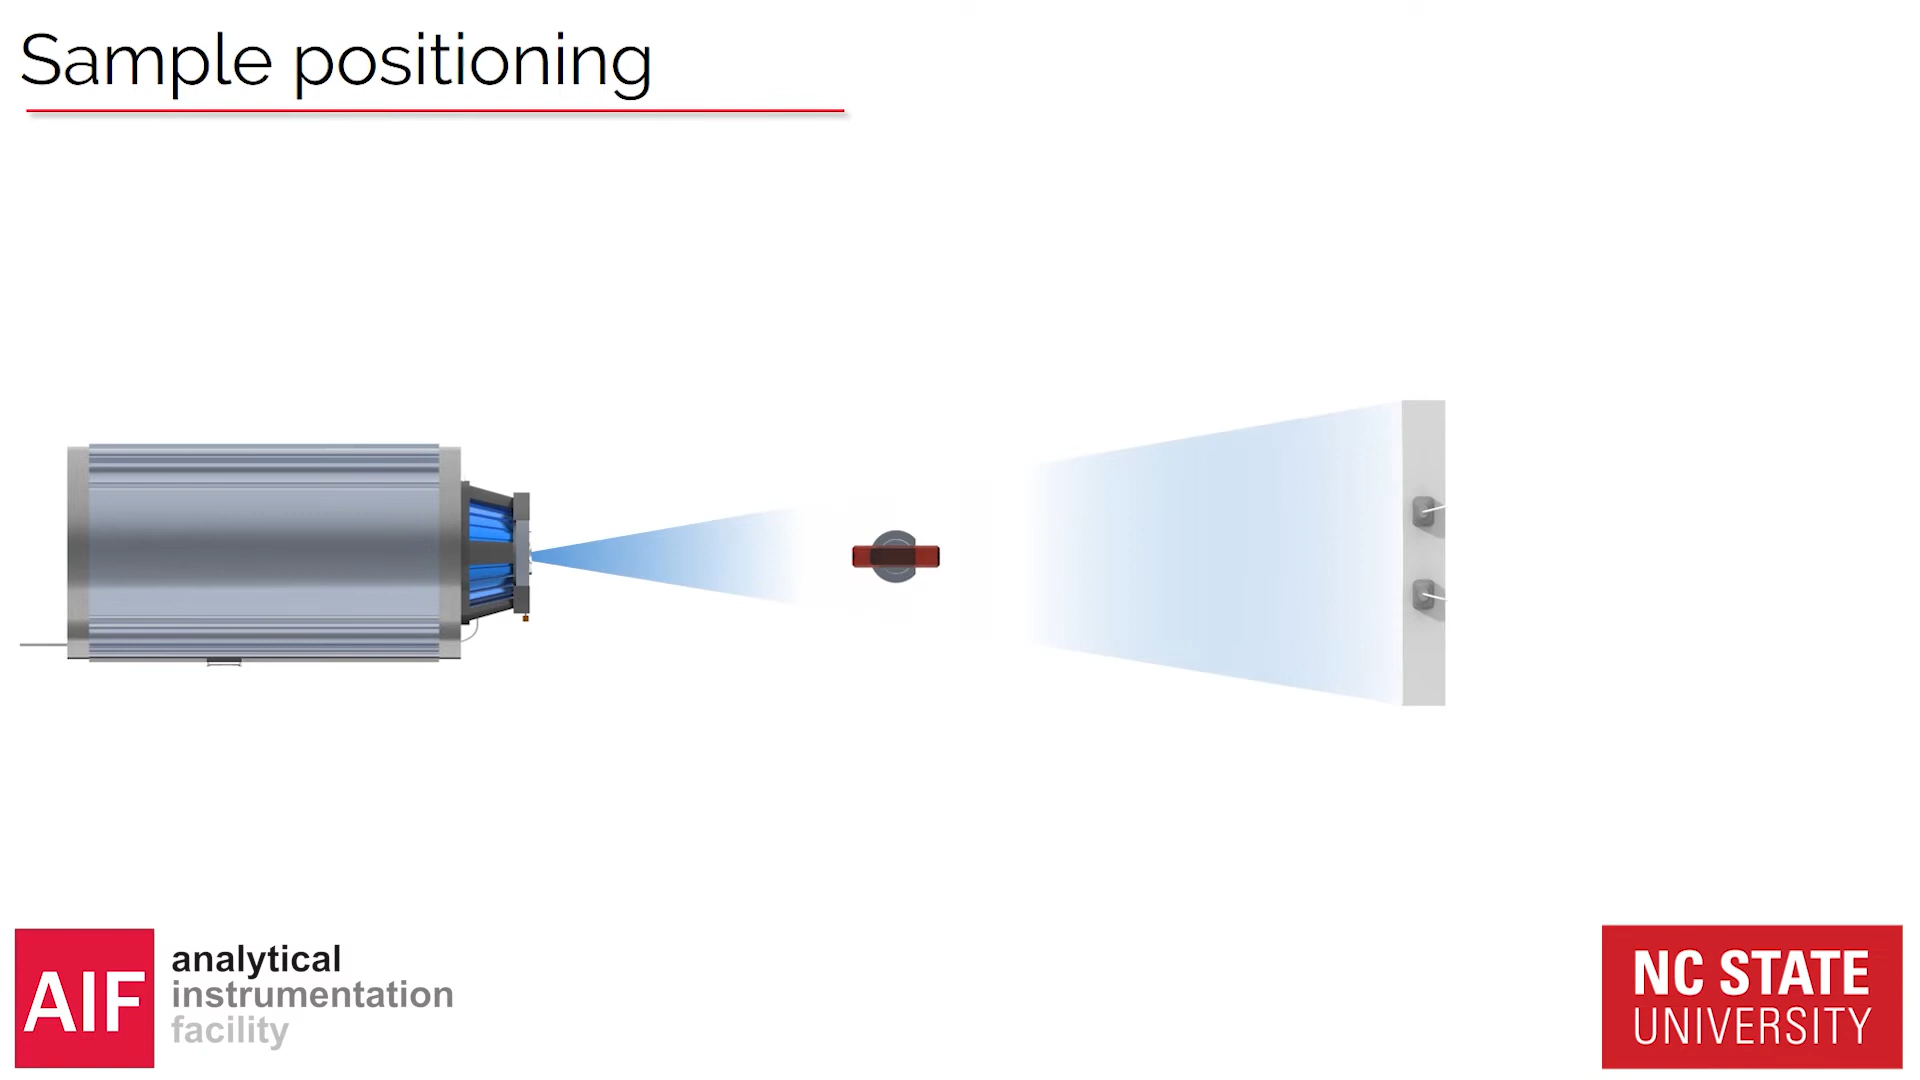 Sample positioning
AIF
analytical
instrumentation
facility
NC STATE
UNIVERSITY